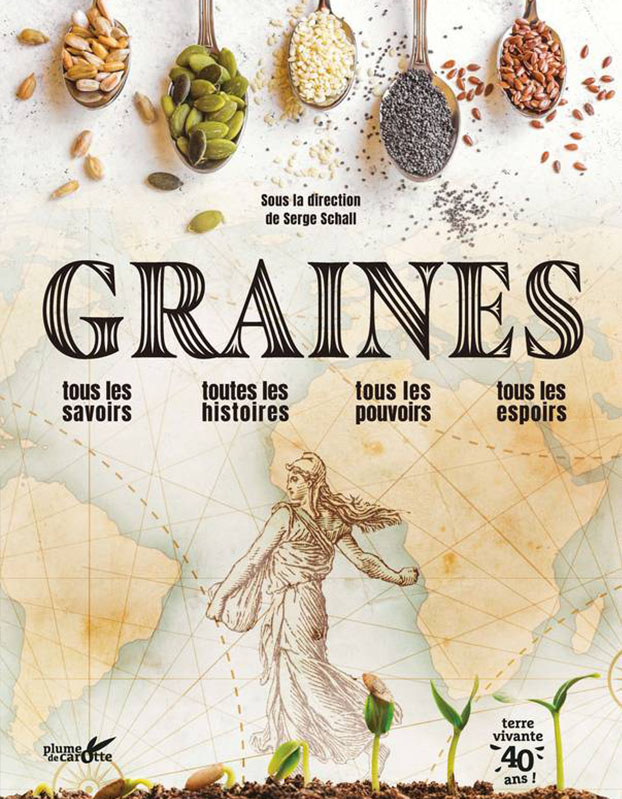 Sous la direction
de Serge Schall
GRAINES
tous les
savoirs
toutes les
histoires
tous les
pouvoirs
tous les
espoirs
plume
de carotte
terre
vivante
40
ans !